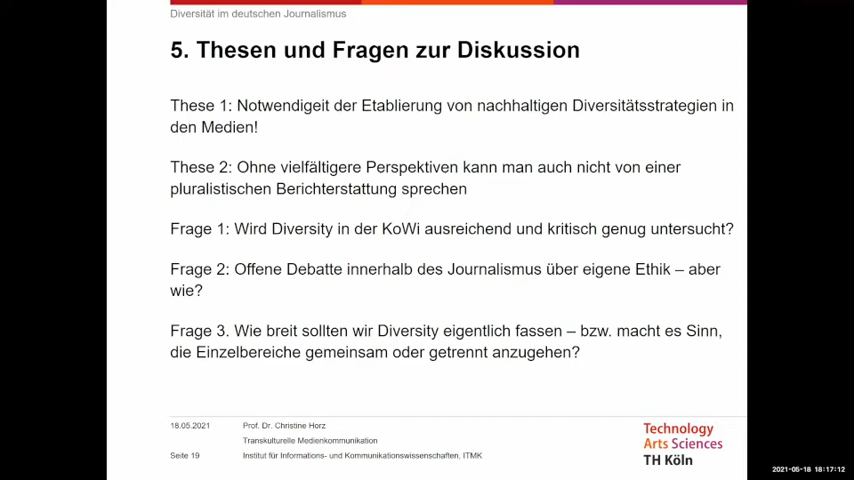 Diversität im deutschen Journalismus
5. Thesen und Fragen zur Diskussion
These 1: Notwendigeit der Etablierung von nachhaltigen Diversitätsstrategien in
den Medien!
These 2: Ohne vielfältigere Perspektiven kann man auch nicht von einer
pluralistischen Berichterstattung sprechen
Frage 1: Wird Diversity in der KoWi ausreichend und kritisch genug untersucht?
Frage 2: Offene Debatte innerhalb des Journalismus über eigene Ethik – aber
wie?
Frage 3. Wie breit sollten wir Diversity eigentlich fassen – bzw. macht es Sinn,
die Einzelbereiche gemeinsam oder getrennt anzugehen?
18.05.2021 Prof. Dr. Christine Horz
Transkulturelle Medienkommunikation
Seite 19 Institut für Informations- und Kommunikationswissenschaften, ITMK
Technology
Arts Sciences
TH Köln
2021-05-18 18:17:12